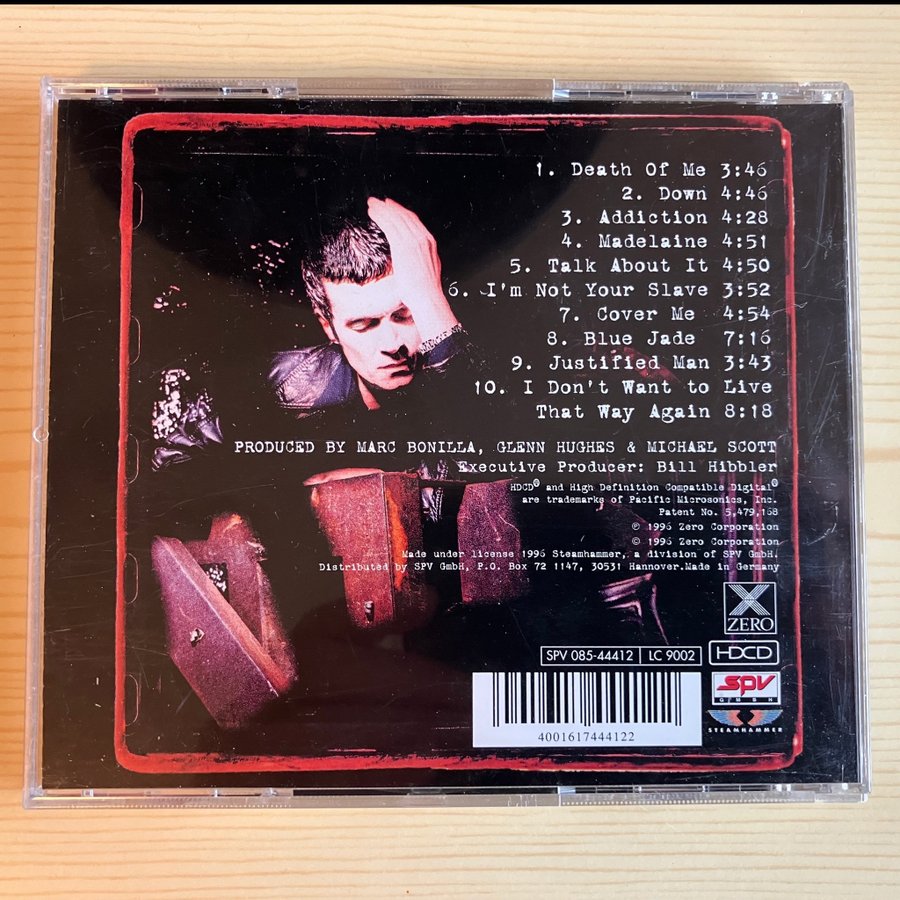 1. Death Of Me 3:46
2. Down 4:46
3. Addiction 4:28
4. Madelaine 4:51
5. Talk About It 4:50
6. I'm Not Your Slave 3:52
7. Cover Me 4:54
8. Blue Jade 7:16
9. Justified Man 3:43
10. I Don't Want to Live
That Way Again 8:18
PRODUCED BY MARC BONILLA, GLENN HUGHES & MICHAEL SCOTT
Executive Producer: Bill Hibbler
HDCD® and High Definition Compatible Digital®
are trademarks of Pacific Microsonics, Inc.
Patent No. 5,479,168
℗ 1996 Zero Corporation
© 1996 Zero Corporation
Made under license 1996 Steamhammer, a division of SPV GmbH.
Distributed by SPV GmbH, P.O. Box 72 1147, 30531 Hannover.Made in Germany
ZERO
SPV 085-44412 LC 9002 HDCD
SPV
GMBH
STEAMHAMMER
4001617444122